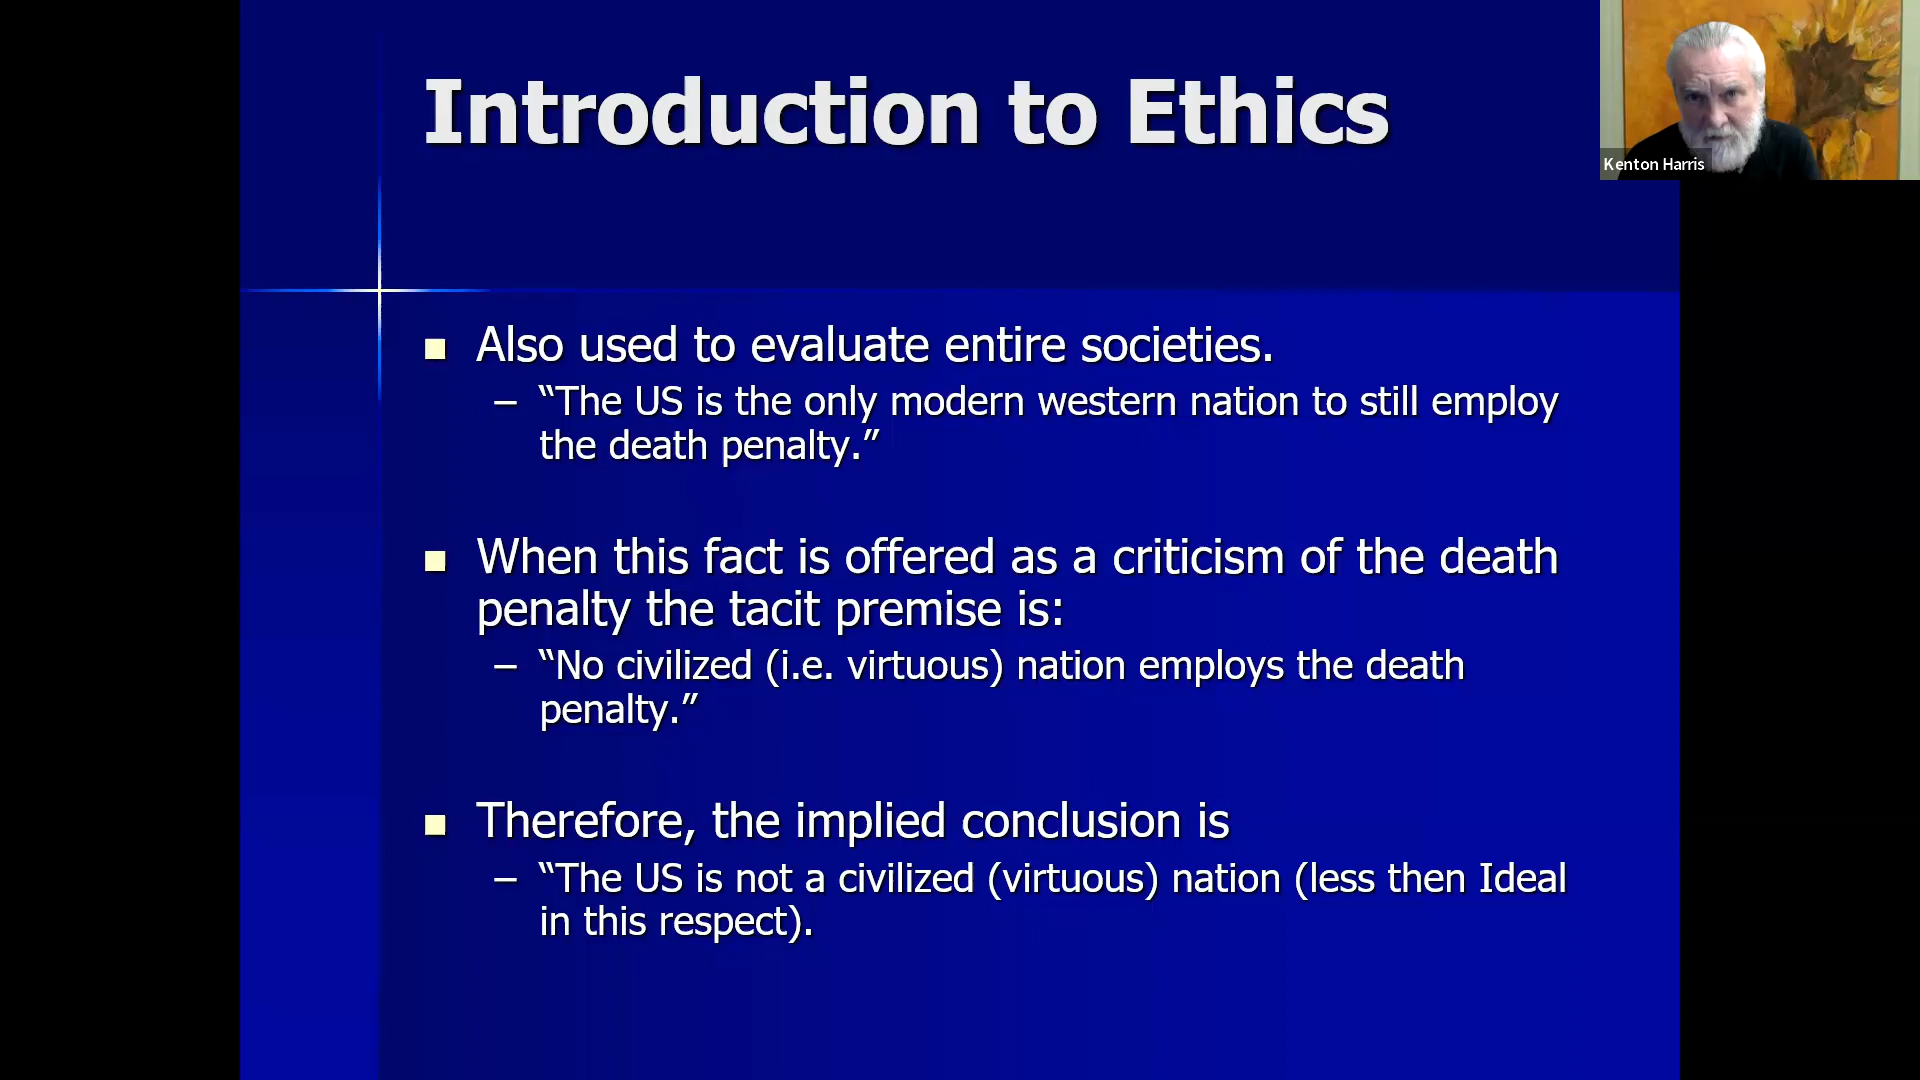 Introduction to Ethics
Kenton Harris
■ Also used to evaluate entire societies.
– “The US is the only modern western nation to still employ
the death penalty.”
■ When this fact is offered as a criticism of the death
penalty the tacit premise is:
– “No civilized (i.e. virtuous) nation employs the death
penalty.”
■ Therefore, the implied conclusion is
– “The US is not a civilized (virtuous) nation (less then Ideal
in this respect).